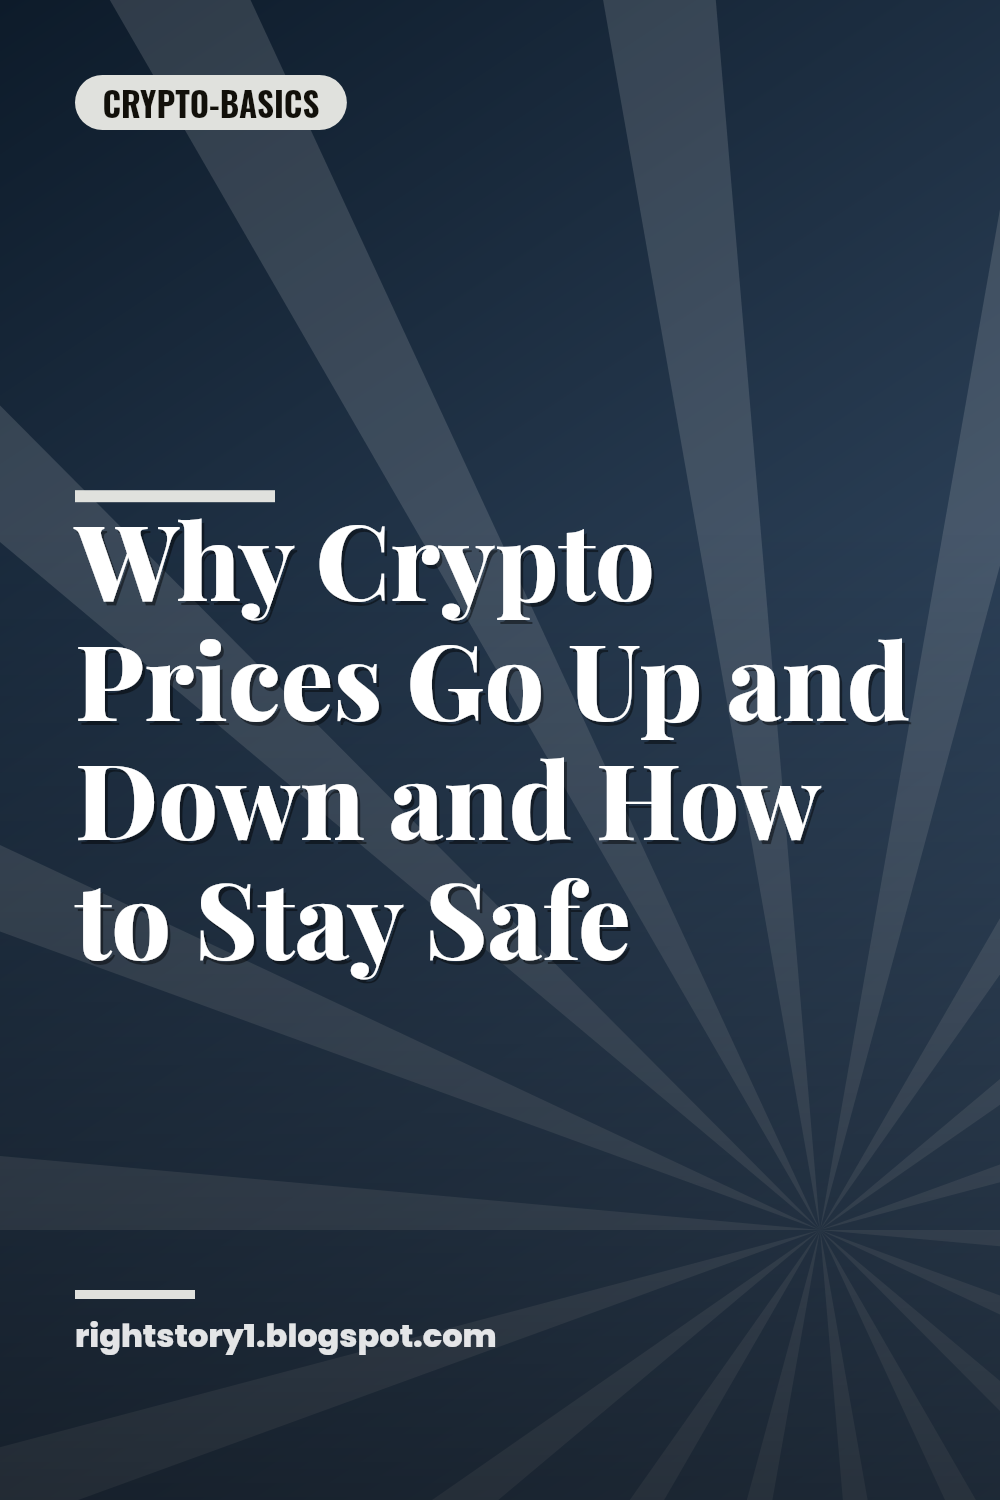 CRYPTO-BASICS
Why Crypto
Prices Go Up and
Down and How
to Stay Safe
rightstory1.blogspot.com